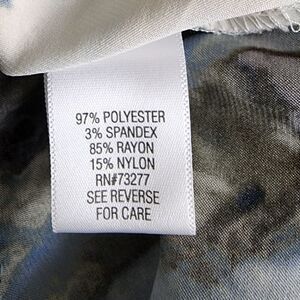 97% POLYESTER
3% SPANDEX
85% RAYON
15% NYLON
RN#73277
SEE REVERSE
FOR CARE